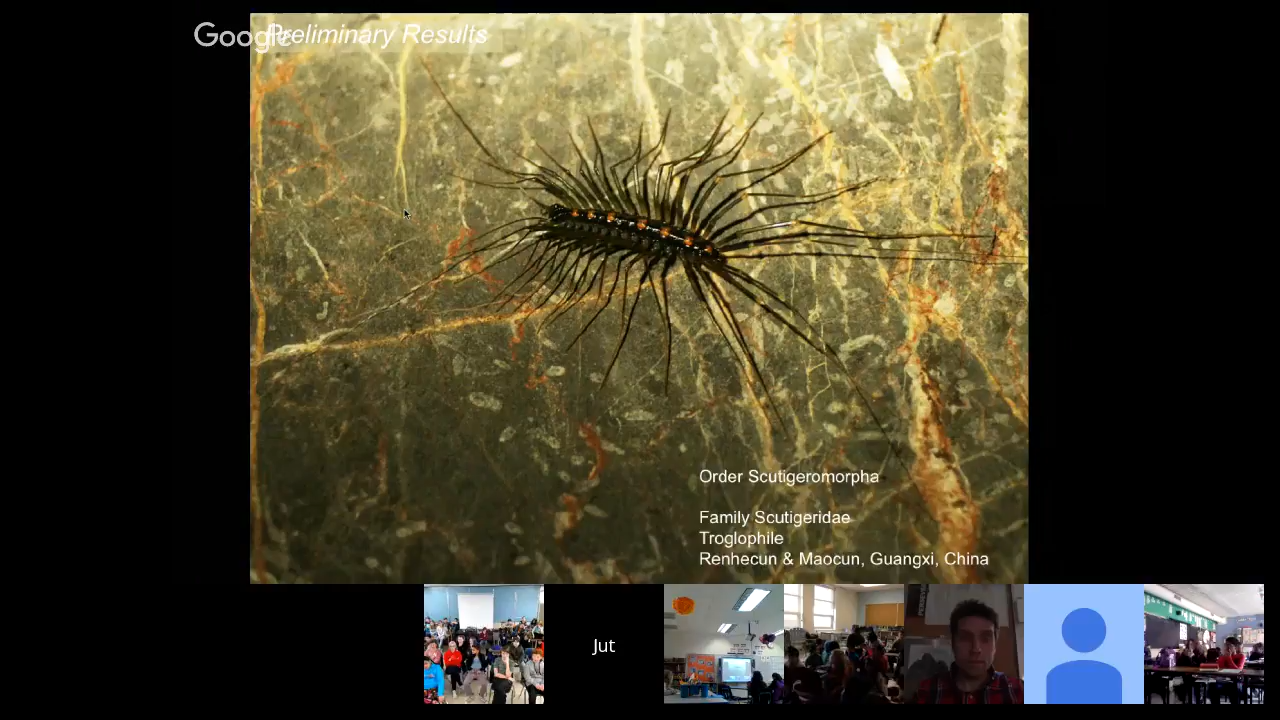 Google
Preliminary Results
Order Scutigeromorpha
Family Scutigeridae
Troglophile
Renhecun & Maocun, Guangxi, China
Jut